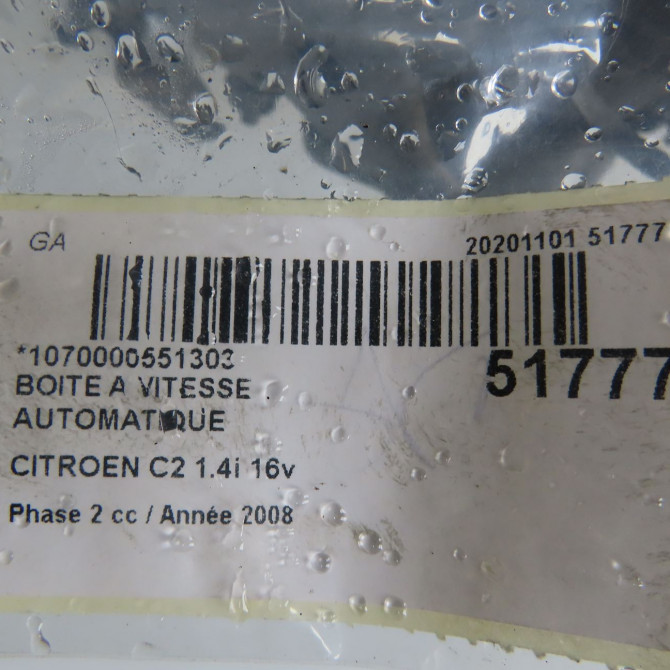 GA
20201101 51777
*1070000551303
51777
BOITE A VITESSE
AUTOMATIQUE
CITROEN C2 1.4i 16v
Phase 2 cc / Année 2008